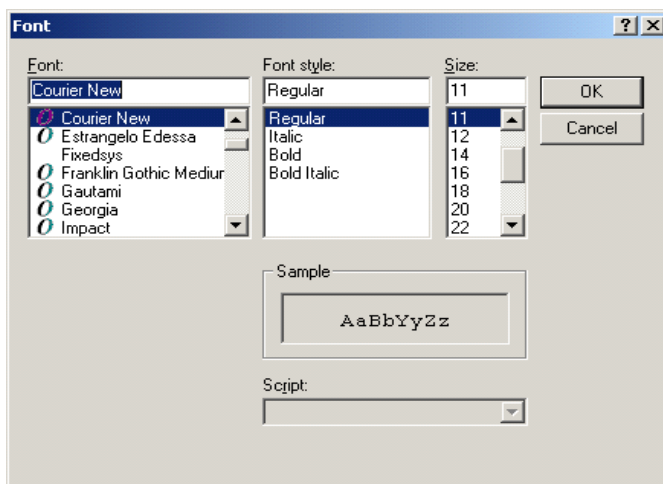 Font
Font:
Courier New
Courier New
Estrangelo Edessa
Fixedsys
Franklin Gothic Mediur
Gautami
Georgia
Impact
Font style:
Regular
Regular
Italic
Bold
Bold Italic
Size:
11
11
12
14
16
18
20
22
OK
Cancel
Sample
AaBbYyZz
Script: